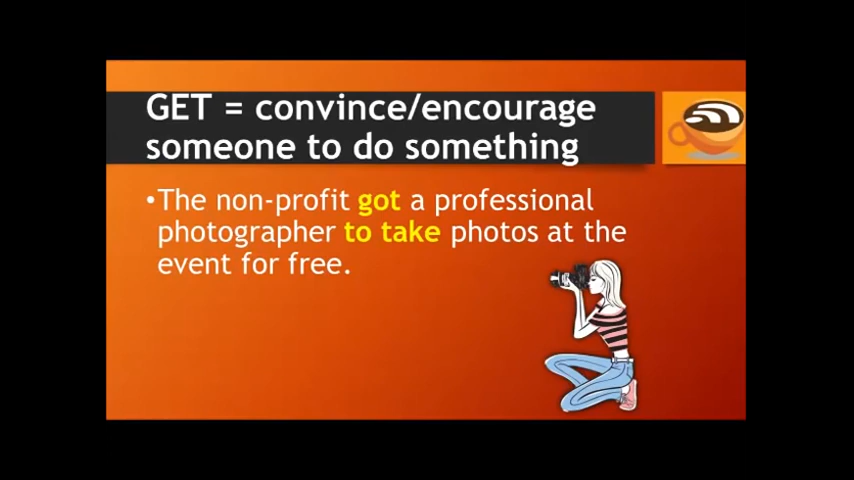 GET = convince/encourage
someone to do something
•The non-profit got a professional
photographer to take photos at the
event for free.